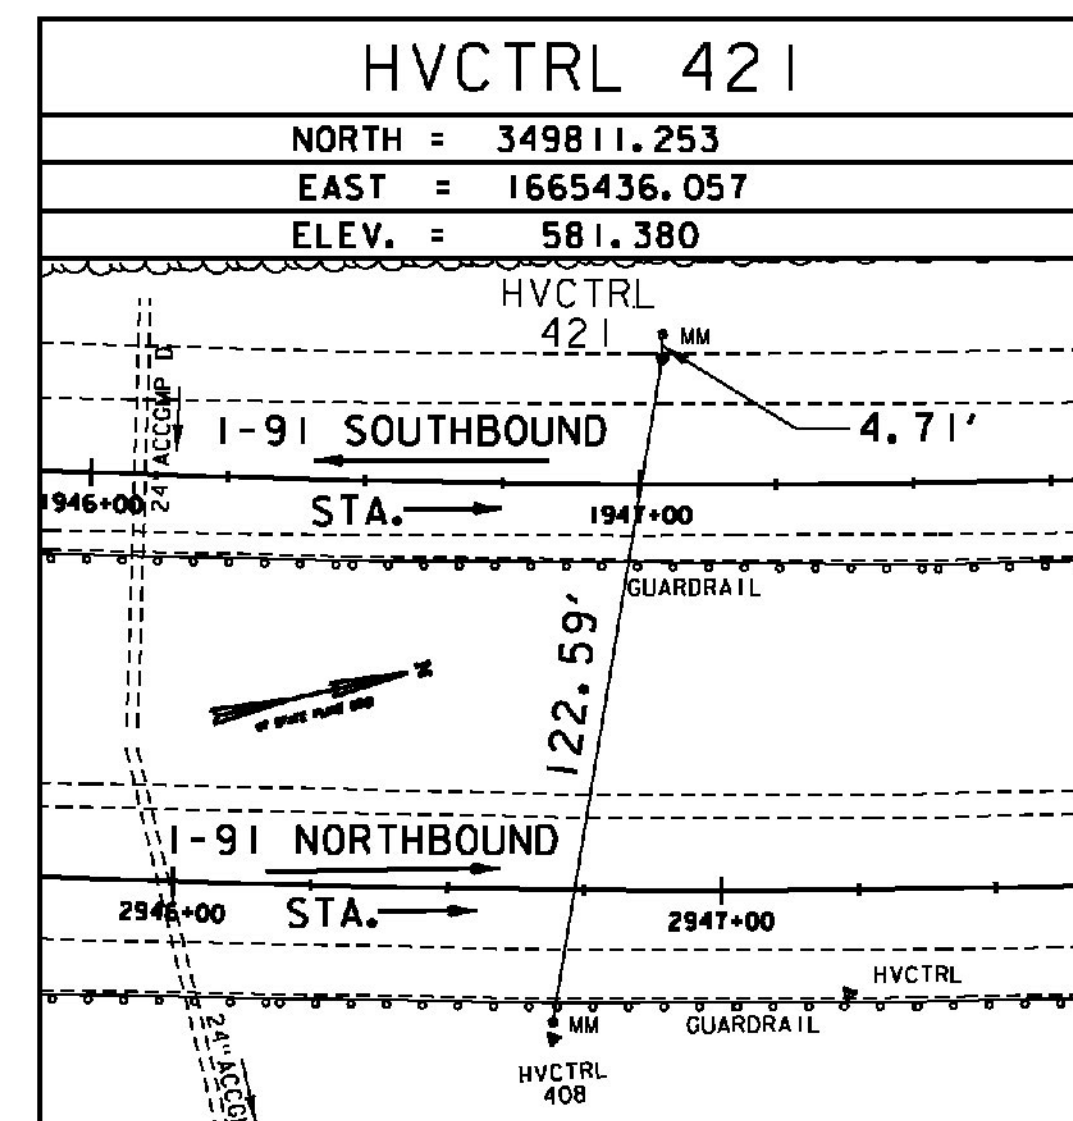 HVCTRL 421
NORTH = 349811.253
EAST = 1665436.057
ELEV. = 581.380
HVCTRL
421
MM
24" ACCGMP D
I-91 SOUTHBOUND
4.71'
1946+00
STA.
1947+00
GUARDRAIL
122.59'
N
I-91 NORTHBOUND
2946+00
STA.
2947+00
HVCTRL
MM
GUARDRAIL
24" ACCG
HVCTRL
408